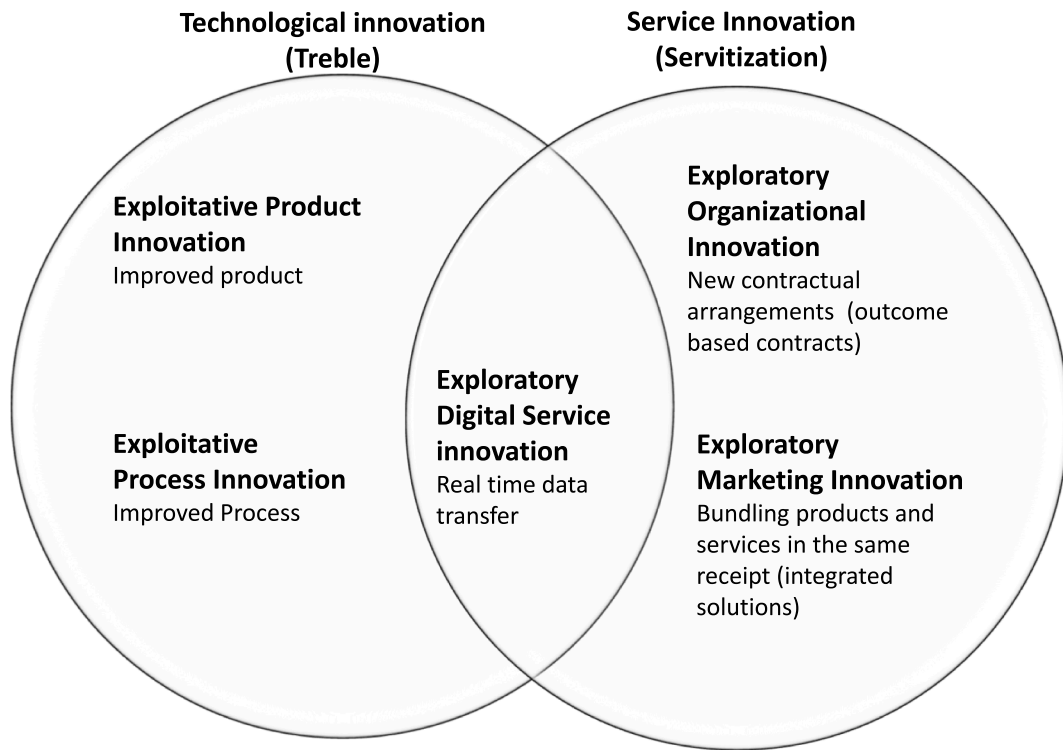 Technological innovation
(Treble)
Service Innovation
(Servitization)
Exploitative Product
Innovation
Improved product
Exploitative
Process Innovation
Improved Process
Exploratory
Digital Service
innovation
Real time data
transfer
Exploratory
Organizational
Innovation
New contractual
arrangements  (outcome
based contracts)
Exploratory
Marketing Innovation
Bundling products and
services in the same
receipt (integrated
solutions)